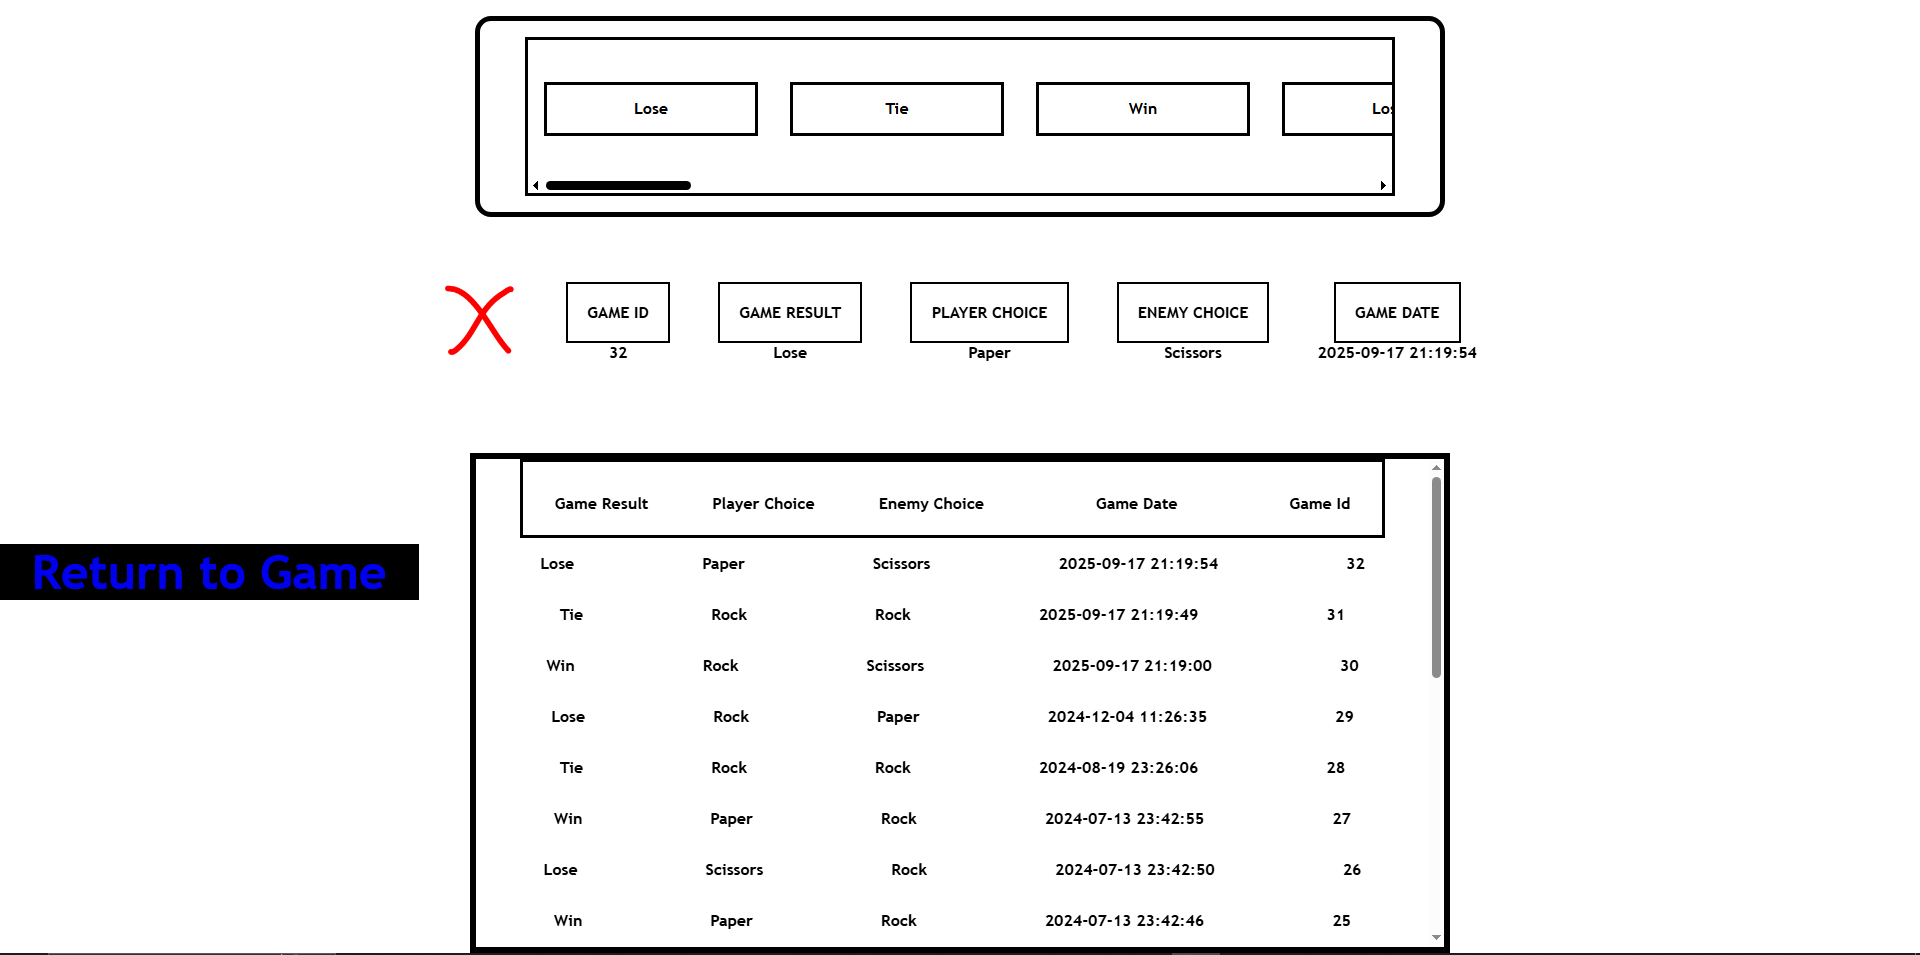 Lose Tie Win Los
GAME ID GAME RESULT PLAYER CHOICE ENEMY CHOICE GAME DATE
32 Lose Paper Scissors 2025-09-17 21:19:54
Game Result Player Choice Enemy Choice Game Date Game Id
Lose Paper Scissors 2025-09-17 21:19:54 32
Return to Game
Tie Rock Rock 2025-09-17 21:19:49 31
Win Rock Scissors 2025-09-17 21:19:00 30
Lose Rock Paper 2024-12-04 11:26:35 29
Tie Rock Rock 2024-08-19 23:26:06 28
Win Paper Rock 2024-07-13 23:42:55 27
Lose Scissors Rock 2024-07-13 23:42:50 26
Win Paper Rock 2024-07-13 23:42:46 25